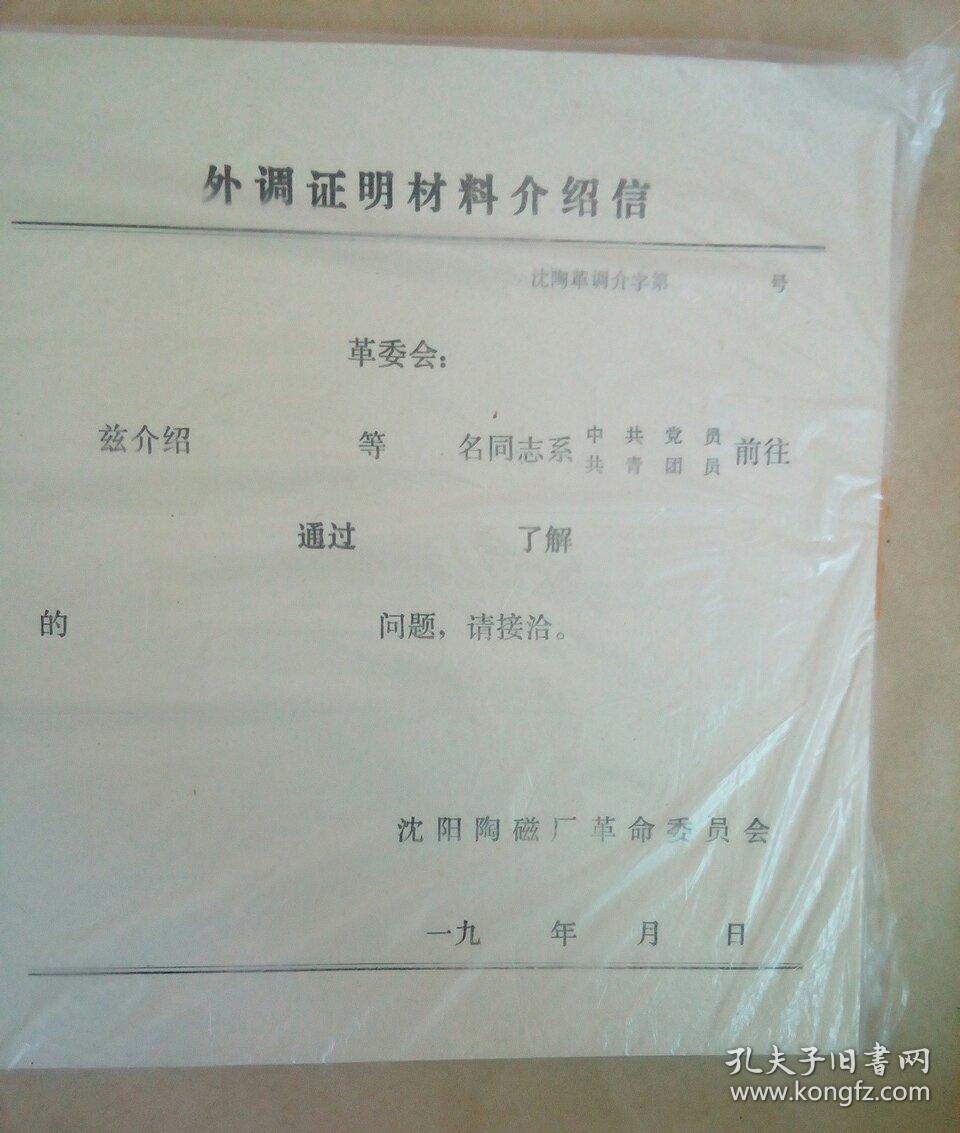 外调证明材料介绍信
沈陶革调介字第 号
革委会：
兹介绍 等 名同志系 中共党员 前往
共青团员
通过 了解
的 问题，请接洽。
沈阳陶磁厂革命委员会
一九 年 月 日
孔夫子旧书网
www.kongfz.com